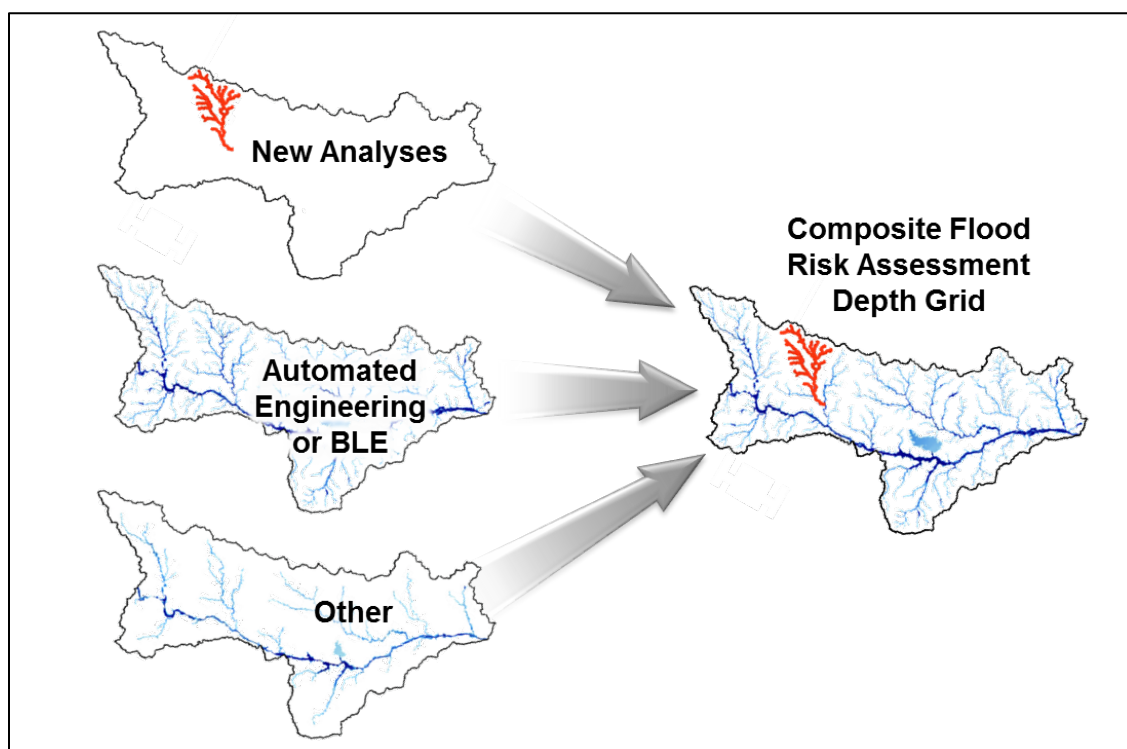 New Analyses
Automated
Engineering
or BLE
Other
Composite Flood
Risk Assessment
Depth Grid